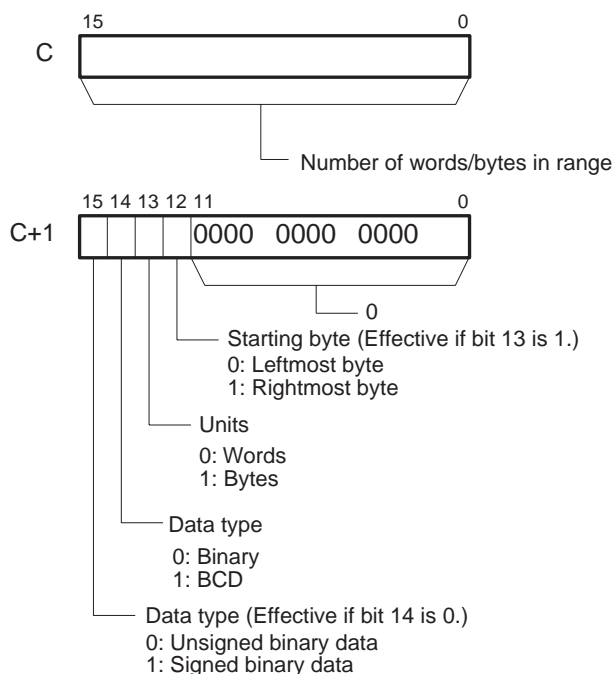 15 0
C
Number of words/bytes in range
15 14 13 12 11 0
C+1 0000 0000 0000
0
Starting byte (Effective if bit 13 is 1.)
0: Leftmost byte
1: Rightmost byte
Units
0: Words
1: Bytes
Data type
0: Binary
1: BCD
Data type (Effective if bit 14 is 0.)
0: Unsigned binary data
1: Signed binary data